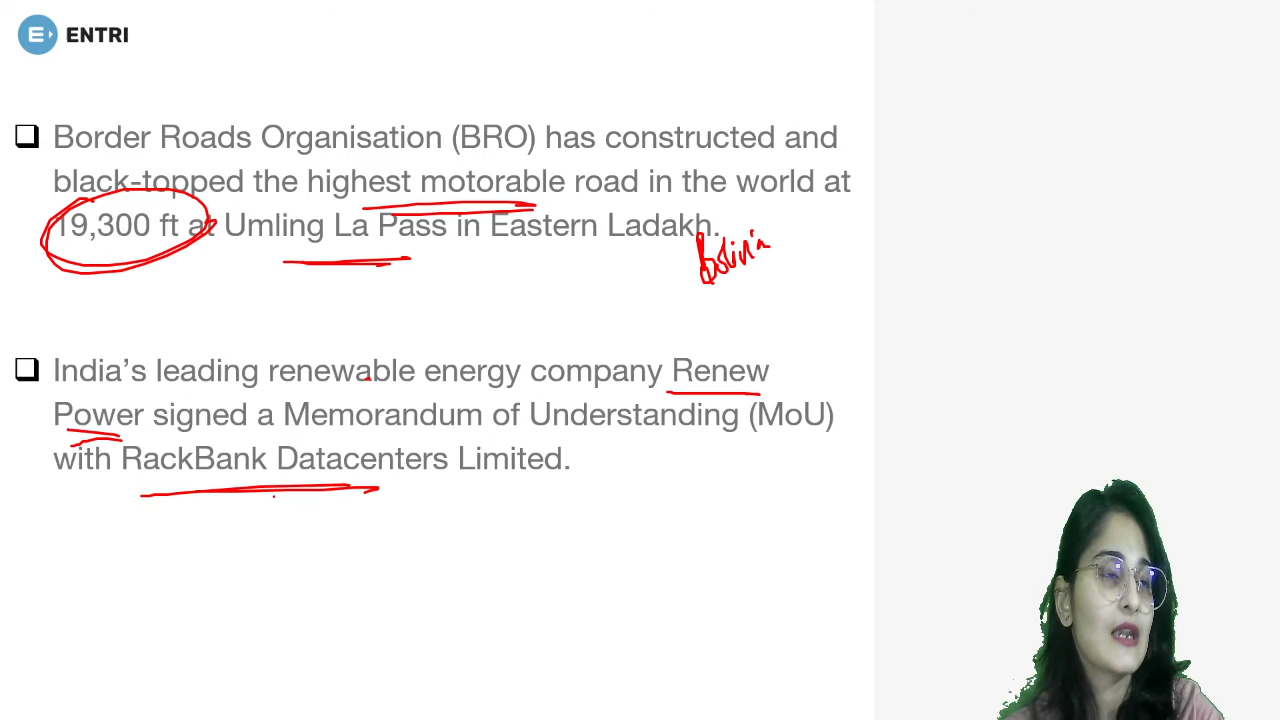 ENTRI
Border Roads Organisation (BRO) has constructed and
black-topped the highest motorable road in the world at
19,300 ft at Umling La Pass in Eastern Ladakh.
Bolivia
India’s leading renewable energy company Renew
Power signed a Memorandum of Understanding (MoU)
with RackBank Datacenters Limited.